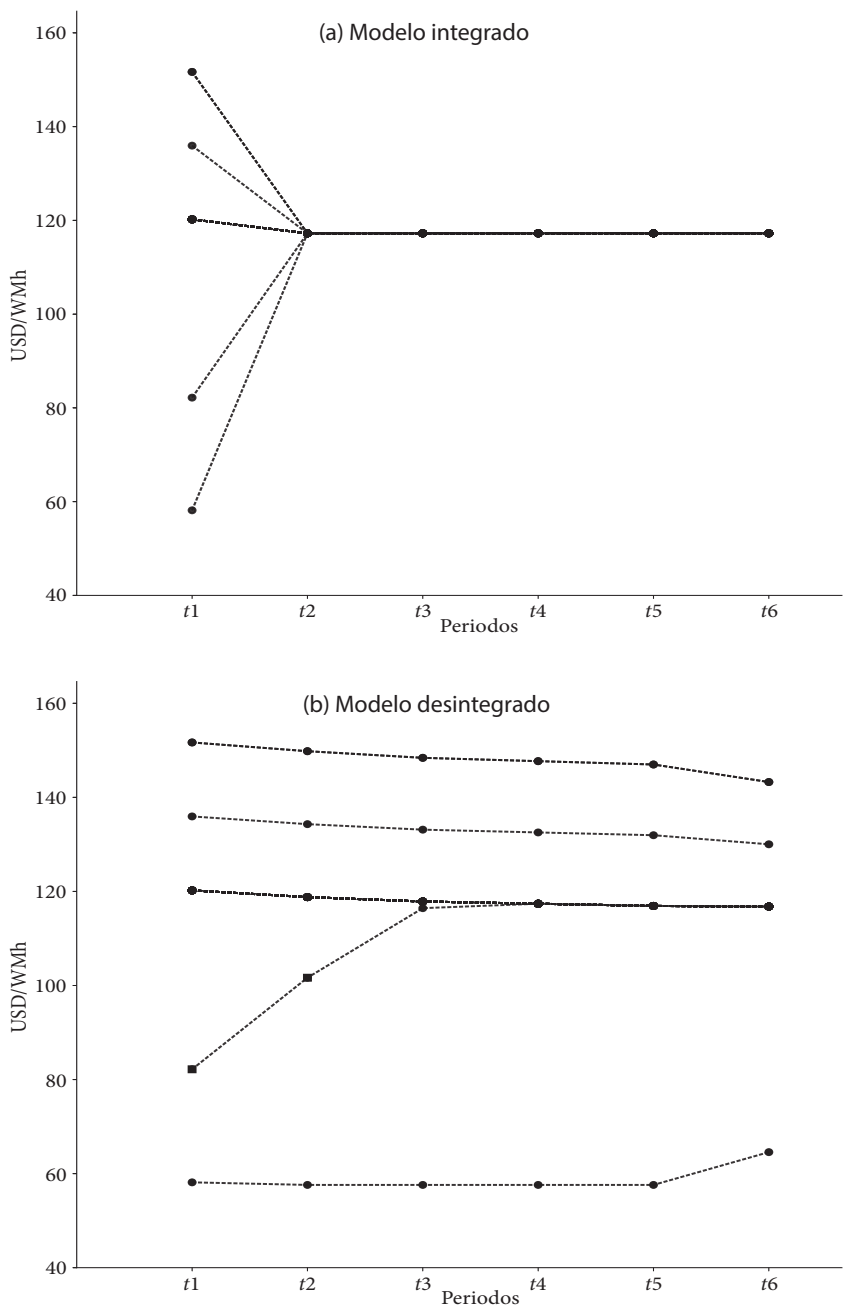 (a) Modelo integrado
160
140
120
100
80
60
40
USD/WMh
t1 t2 t3 t4 t5 t6
Periodos
(b) Modelo desintegrado
160
140
120
100
80
60
40
USD/WMh
t1 t2 t3 t4 t5 t6
Periodos